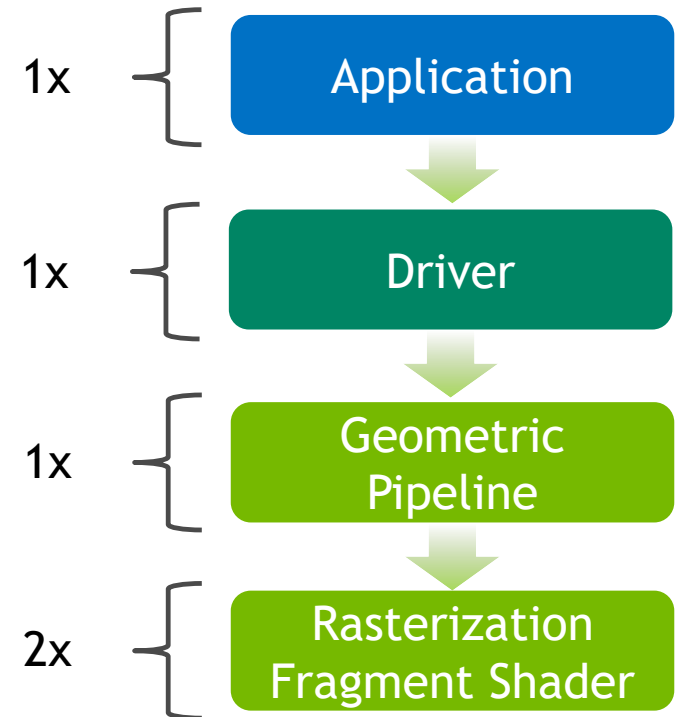 1x
Application
1x
Driver
1x
Geometric
Pipeline
2x
Rasterization
Fragment Shader